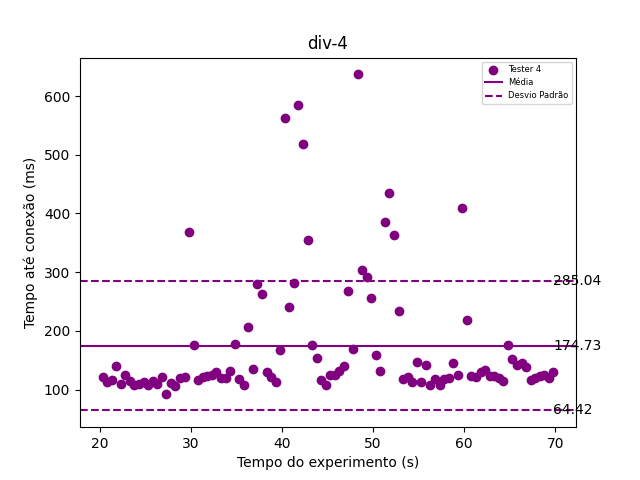 div-4
Tester 4
Média
Desvio Padrão
Tempo até conexão (ms)
600
500
400
300
200
100
285.04
174.73
64.42
20 30 40 50 60 70
Tempo do experimento (s)